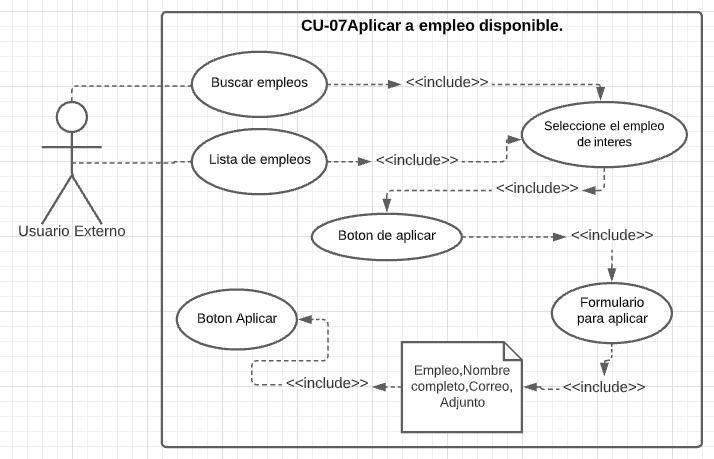 CU-07Aplicar a empleo disponible.
Buscar empleos
<<include>>
Seleccione el empleo
de interes
Lista de empleos
<<include>>
<<include>>
Usuario Externo
Boton de aplicar
<<include>>
Formulario
para aplicar
Boton Aplicar
Empleo,Nombre
completo,Correo,
Adjunto
<<include>>
<<include>>